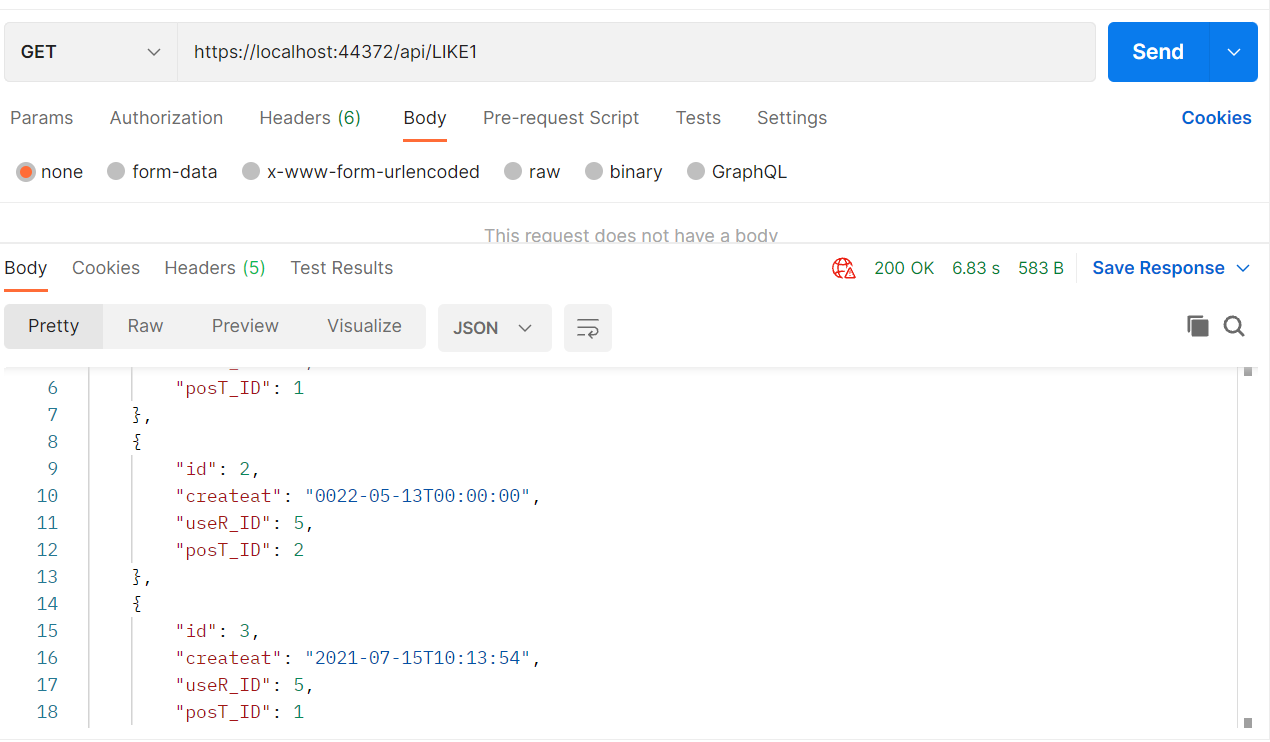 GET https://localhost:44372/api/LIKE1 Send
Params Authorization Headers (6) Body Pre-request Script Tests Settings Cookies
none form-data x-www-form-urlencoded raw binary GraphQL
This request does not have a body
Body Cookies Headers (5) Test Results 200 OK 6.83 s 583 B Save Response
Pretty Raw Preview Visualize JSON
6 "posT_ID": 1
7 },
8 {
9 "id": 2,
10 "createat": "0022-05-13T00:00:00",
11 "useR_ID": 5,
12 "posT_ID": 2
13 },
14 {
15 "id": 3,
16 "createat": "2021-07-15T10:13:54",
17 "useR_ID": 5,
18 "posT_ID": 1